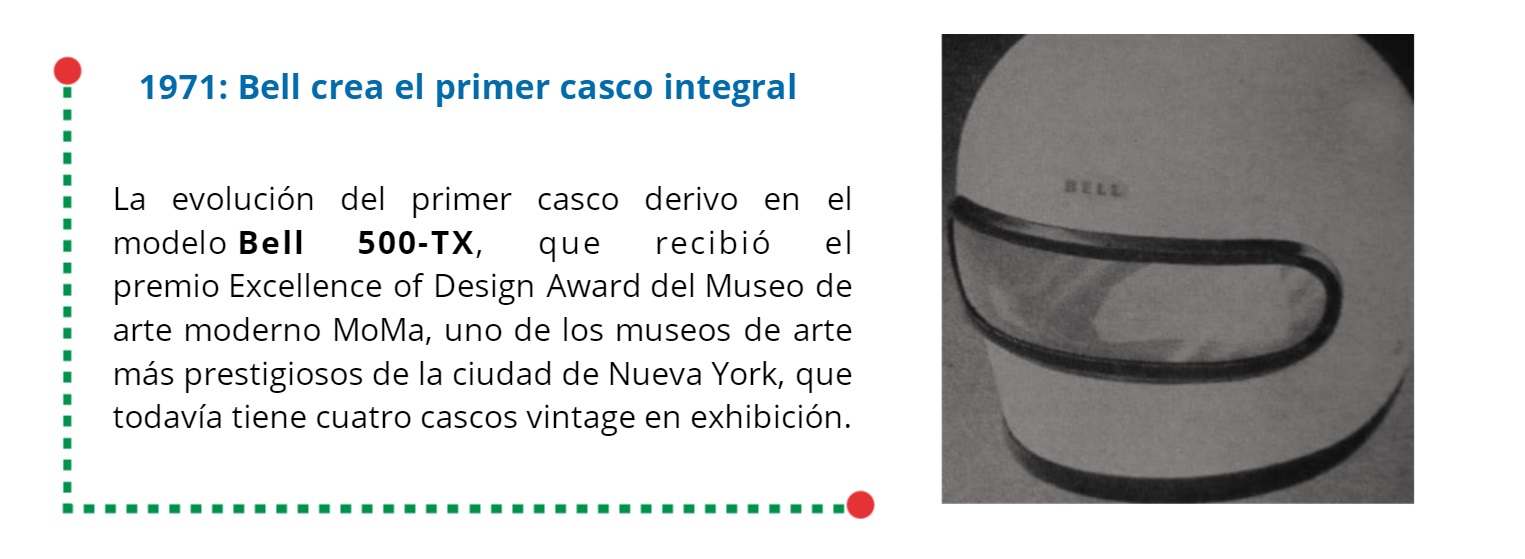 1971: Bell crea el primer casco integral
La evolución del primer casco derivo en el
modelo Bell 500-TX, que recibió el
premio Excellence of Design Award del Museo de
arte moderno MoMa, uno de los museos de arte
más prestigiosos de la ciudad de Nueva York, que
todavía tiene cuatro cascos vintage en exhibición.
BELL